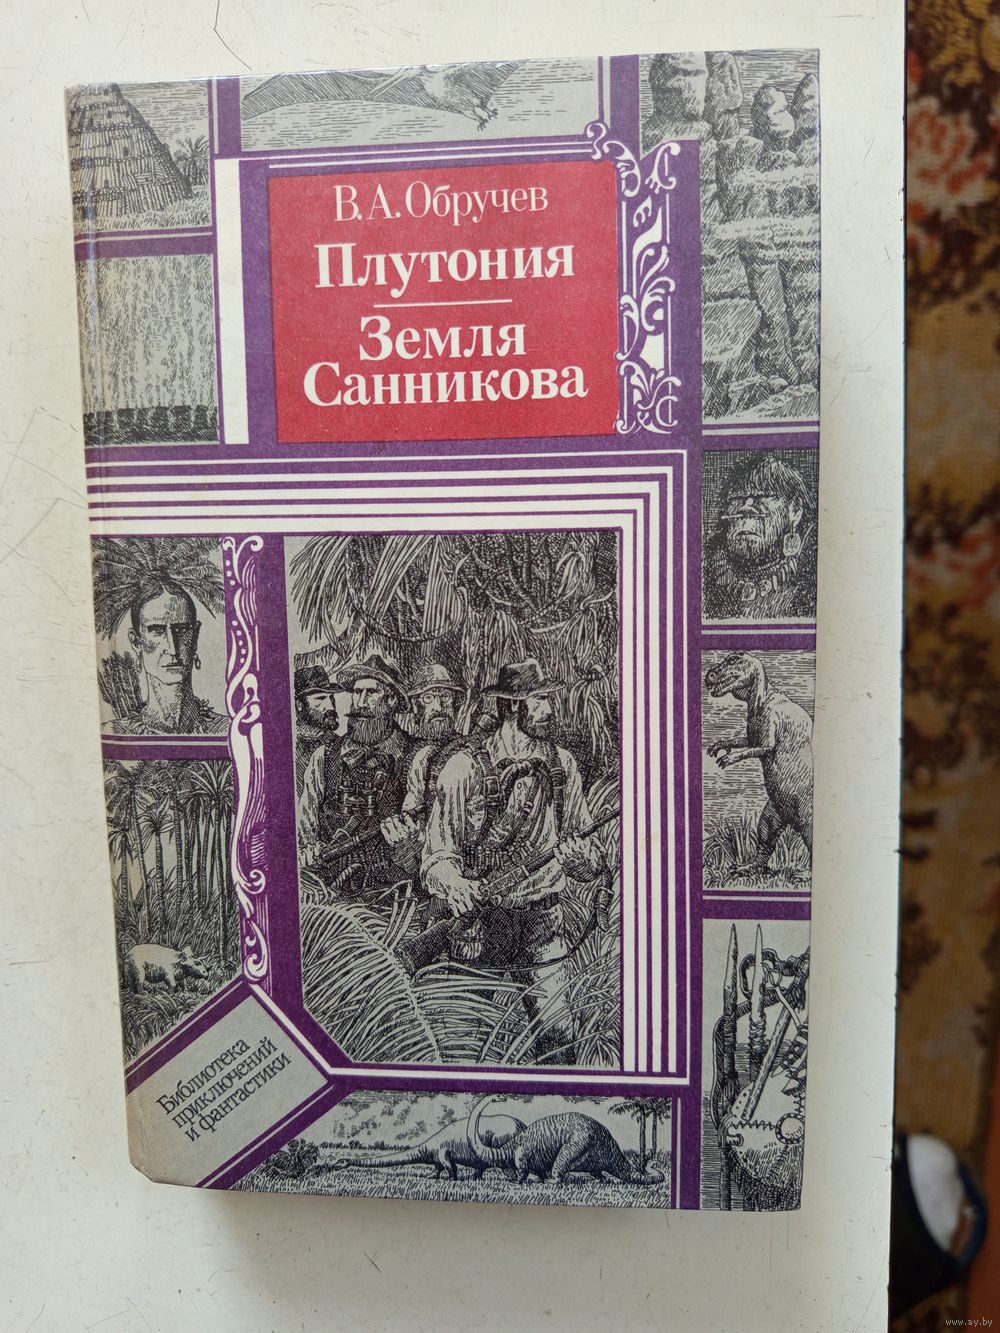 В. А. Обручев
Плутония
Земля
Санникова
Библиотека
приключений
и фантастики
www.ay.by